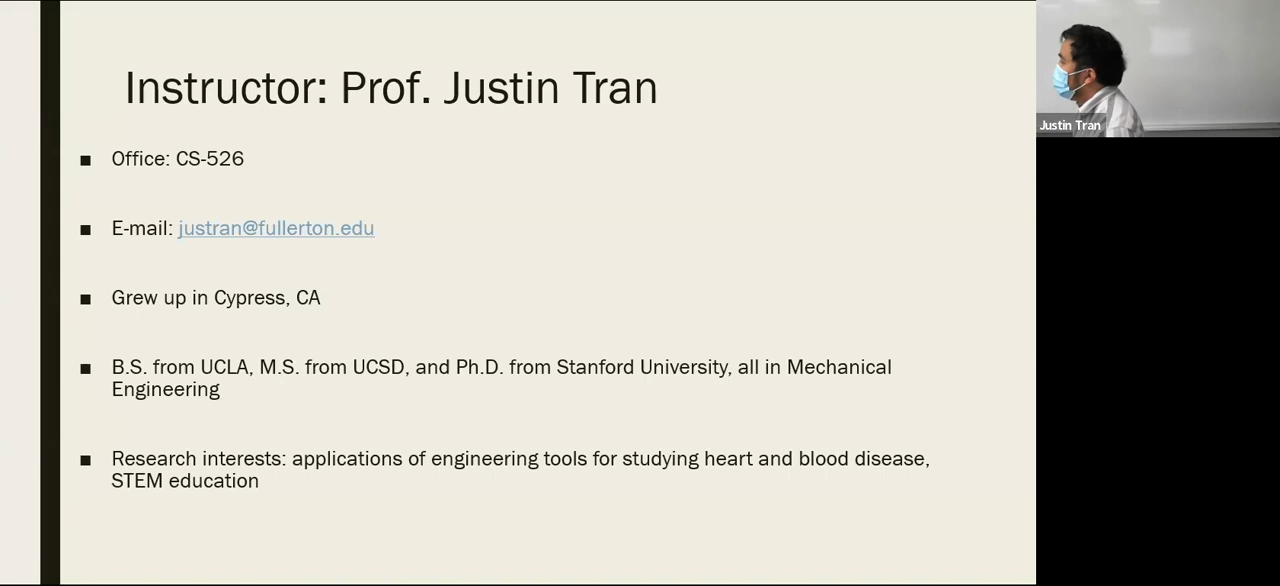 Instructor: Prof. Justin Tran
■ Office: CS-526
■ E-mail: justran@fullerton.edu
■ Grew up in Cypress, CA
■ B.S. from UCLA, M.S. from UCSD, and Ph.D. from Stanford University, all in Mechanical
Engineering
■ Research interests: applications of engineering tools for studying heart and blood disease,
STEM education
Justin Tran